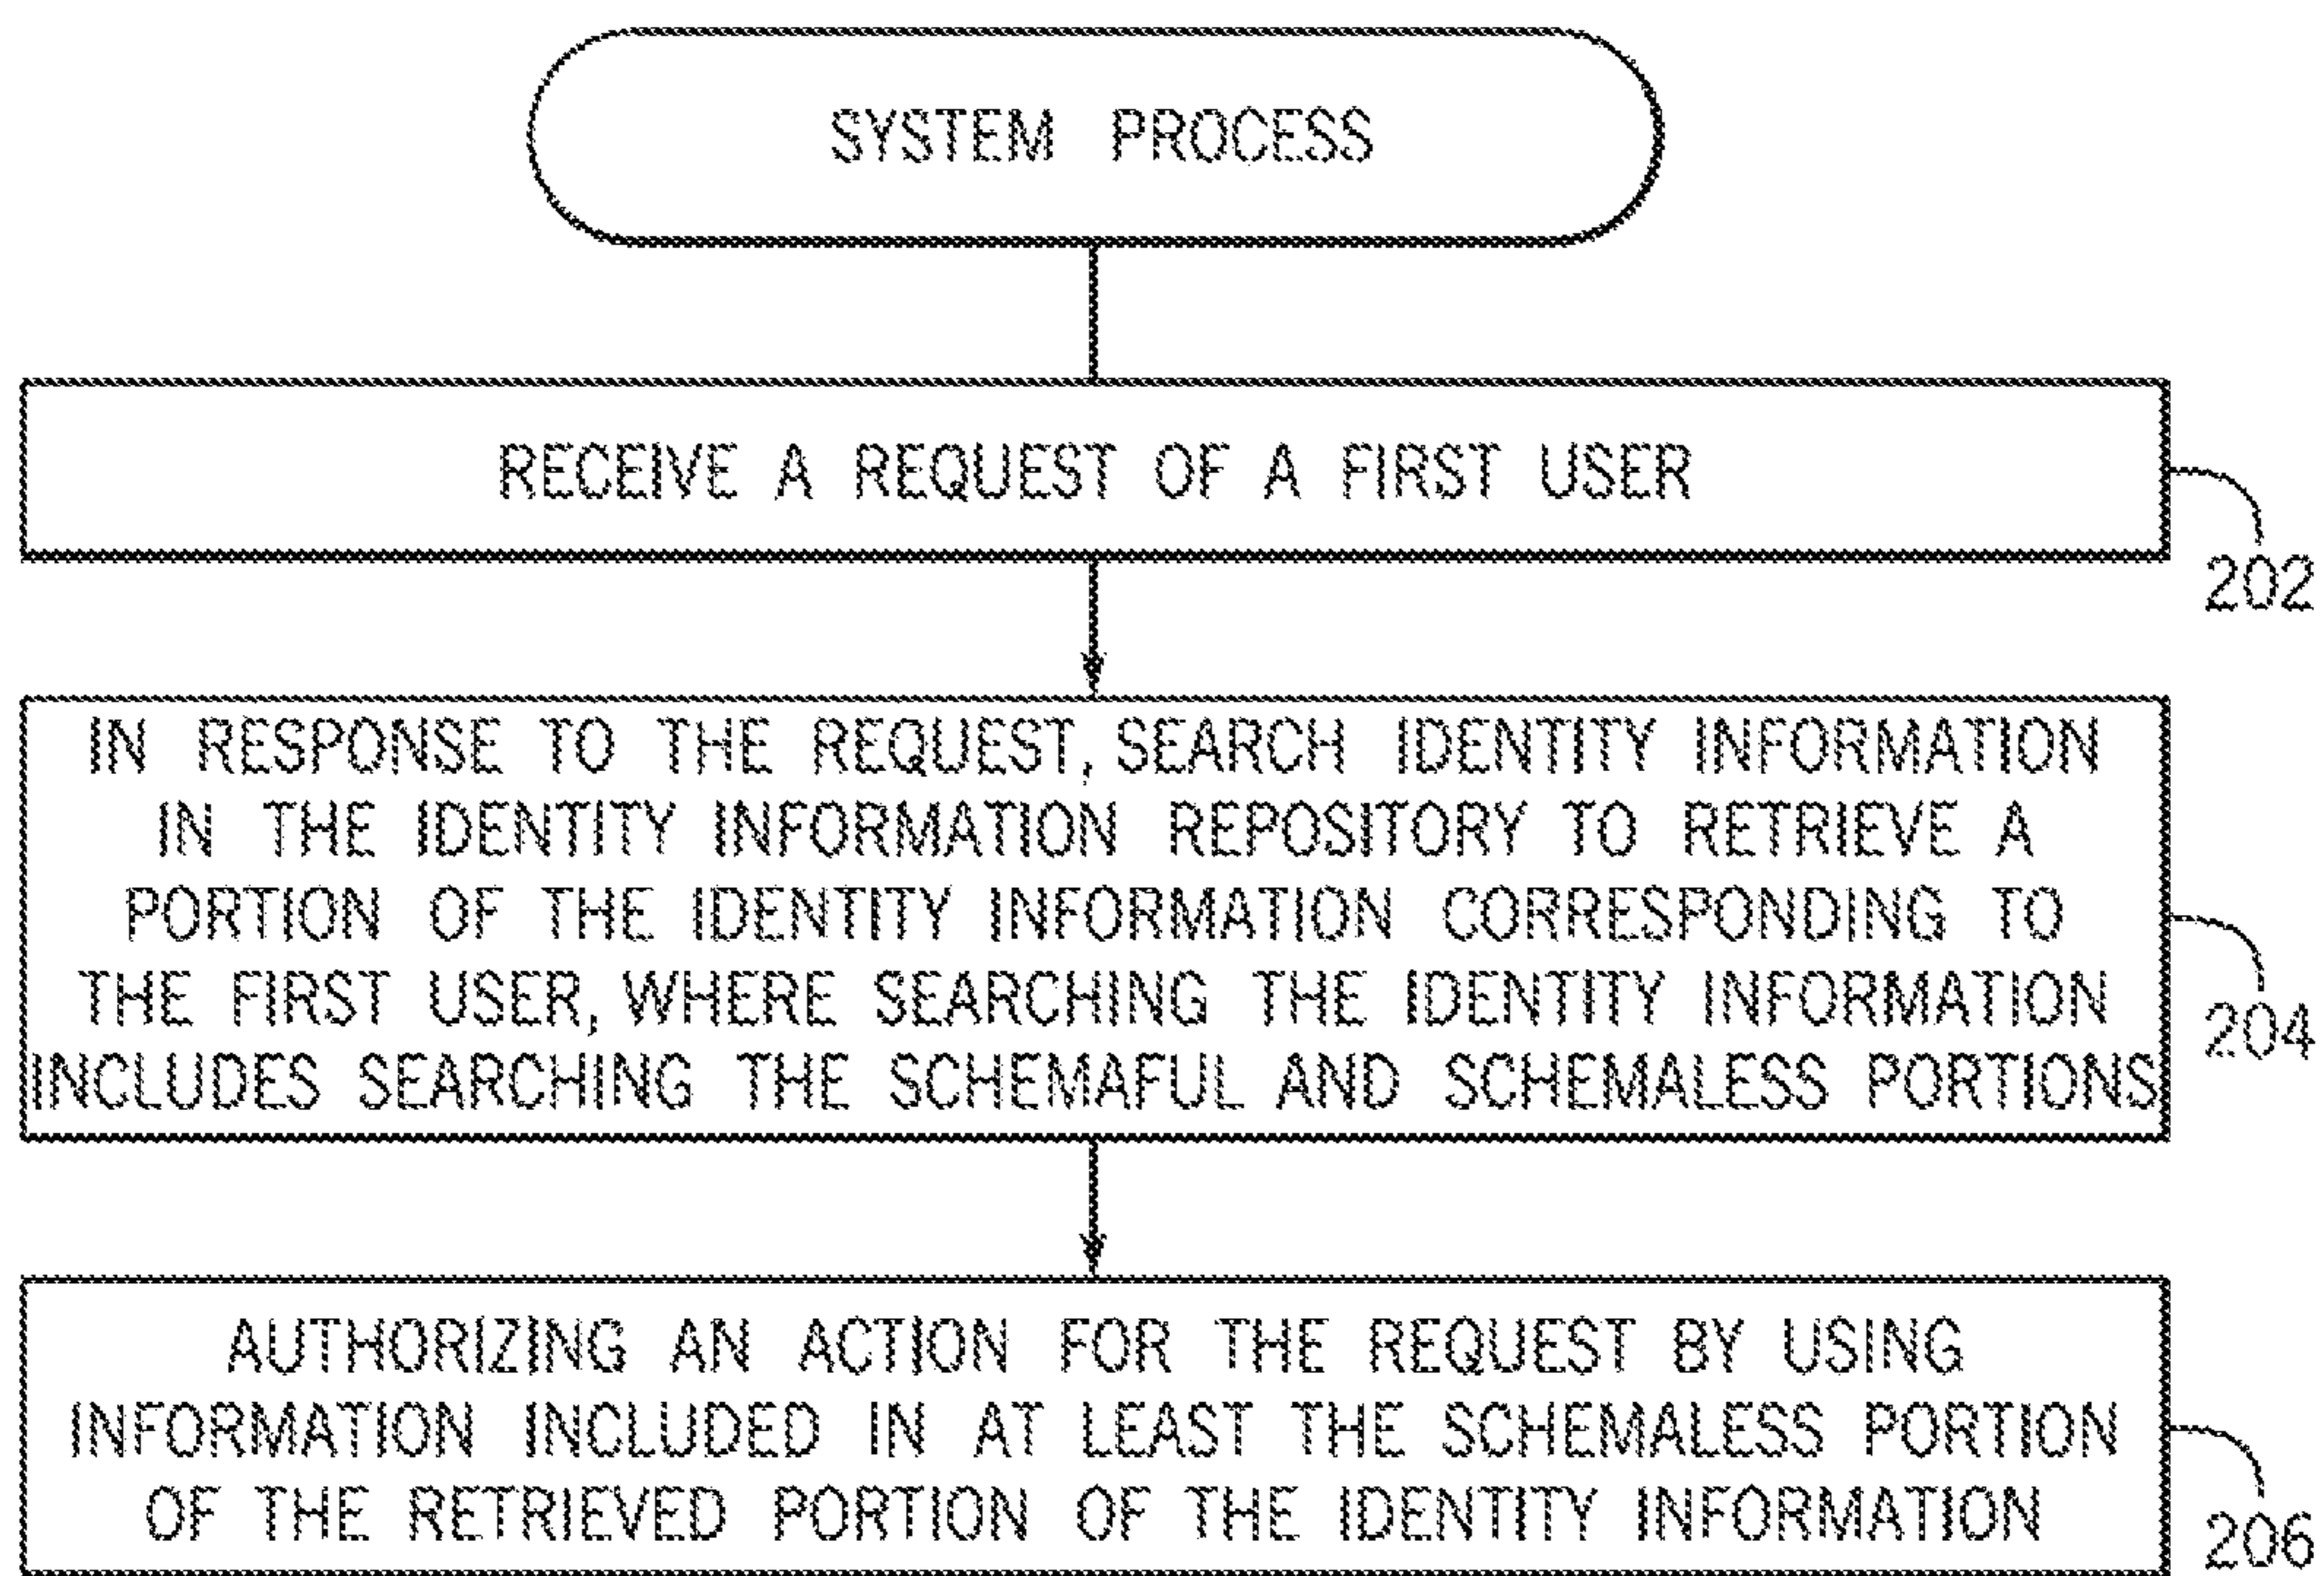 SYSTEM PROCESS
RECEIVE A REQUEST OF A FIRST USER
202
IN RESPONSE TO THE REQUEST, SEARCH IDENTITY INFORMATION
IN THE IDENTITY INFORMATION REPOSITORY TO RETRIEVE A
PORTION OF THE IDENTITY INFORMATION CORRESPONDING TO
THE FIRST USER, WHERE SEARCHING THE IDENTITY INFORMATION
INCLUDES SEARCHING THE SCHEMAFUL AND SCHEMALESS PORTIONS
204
AUTHORIZING AN ACTION FOR THE REQUEST BY USING
INFORMATION INCLUDED IN AT LEAST THE SCHEMALESS PORTION
OF THE RETRIEVED PORTION OF THE IDENTITY INFORMATION
206